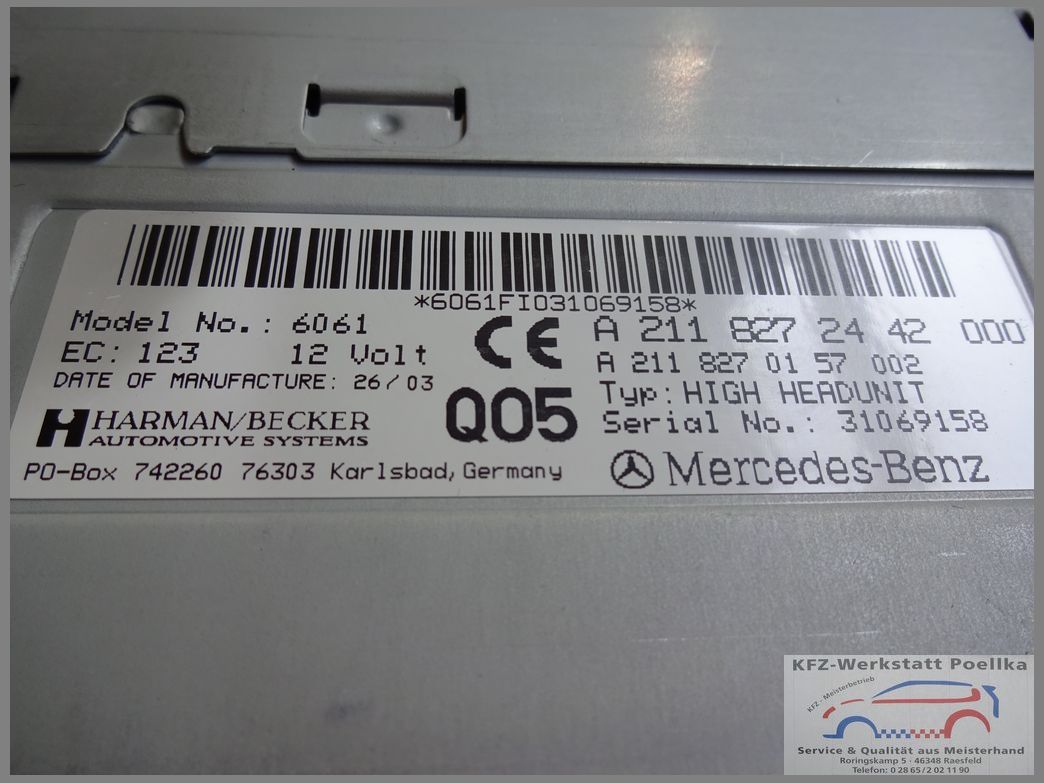 *6061FI031069158*
Model No.: 6061
EC: 123 12 Volt
DATE OF MANUFACTURE: 26/03
HARMAN/BECKER
AUTOMOTIVE SYSTEMS
PO-Box 742260 76303 Karlsbad, Germany
CE
Q05
A 211 827 24 42 000
A 211 827 01 57 002
Typ: HIGH HEADUNIT
Serial No.: 31069158
Mercedes-Benz
KFZ-Werkstatt Poellka
KFZ - Meisterbetrieb
Service & Qualität aus Meisterhand
Roringskamp 5 - 46348 Raesfeld
Telefon: 0 28 65/2 02 11 90